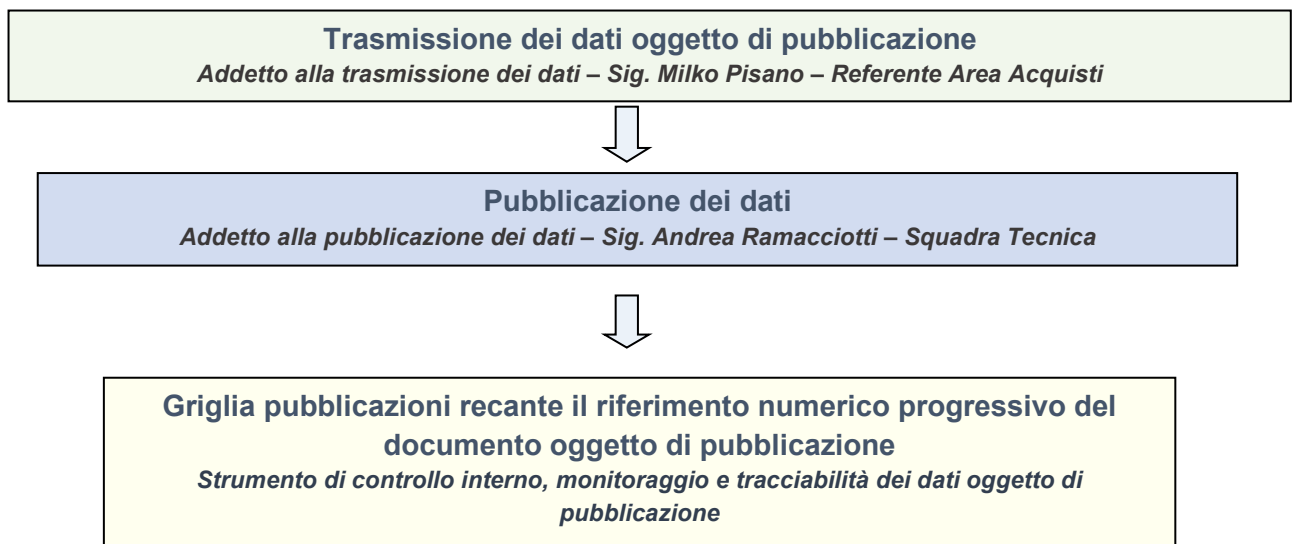 Trasmissione dei dati oggetto di pubblicazione
Addetto alla trasmissione dei dati – Sig. Milko Pisano – Referente Area Acquisti
Pubblicazione dei dati
Addetto alla pubblicazione dei dati – Sig. Andrea Ramacciotti – Squadra Tecnica
Griglia pubblicazioni recante il riferimento numerico progressivo del
documento oggetto di pubblicazione
Strumento di controllo interno, monitoraggio e tracciabilità dei dati oggetto di
pubblicazione